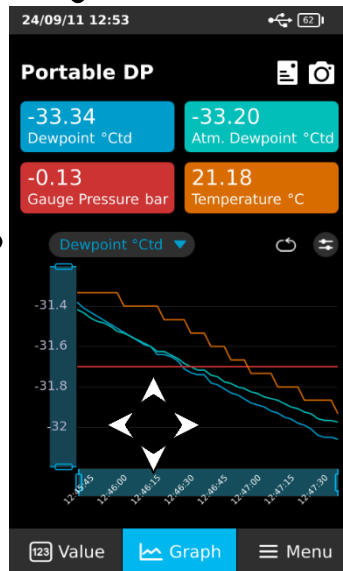 24/09/11 12:53
62
Portable DP
-33.34
Dewpoint °Ctd
-33.20
Atm. Dewpoint °Ctd
-0.13
Gauge Pressure bar
21.18
Temperature °C
Dewpoint °Ctd
-31.4
-31.6
-31.8
-32
12:45:45
12:46:00
12:46:15
12:46:30
12:46:45
12:47:00
12:47:15
12:47:30
123 Value
Graph
Menu